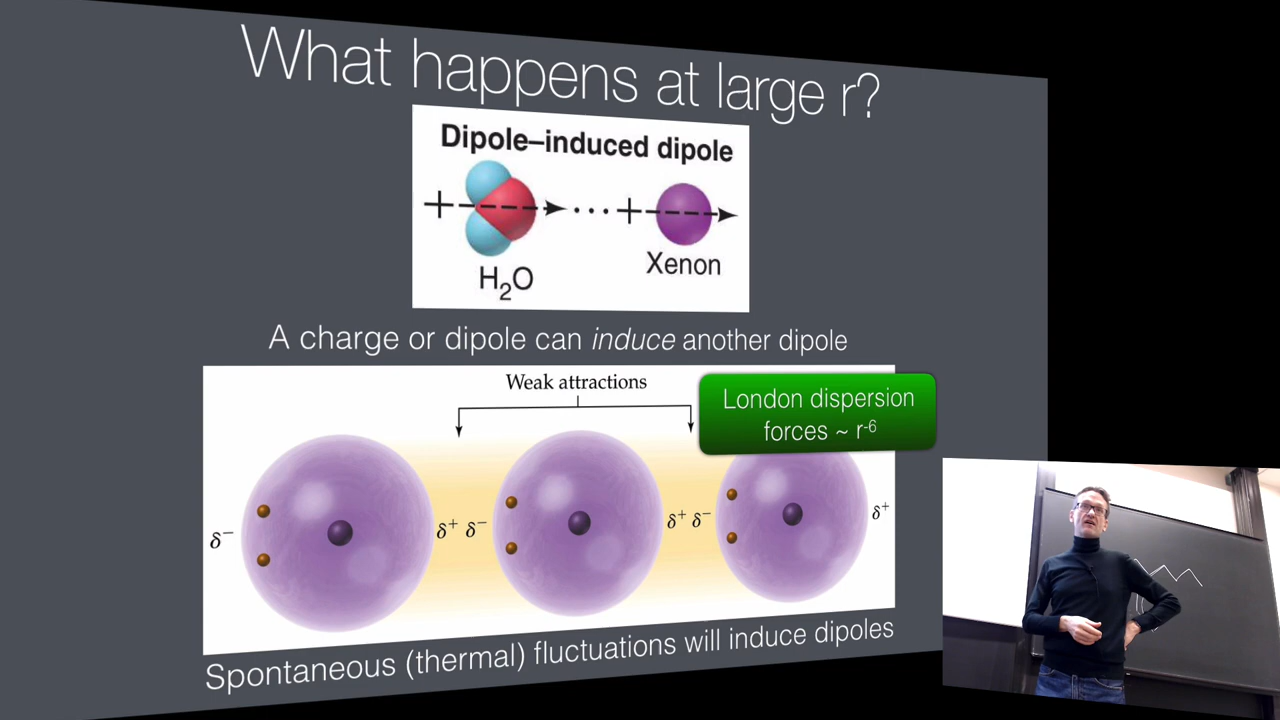 What happens at large r?
Dipole–induced dipole
+ ... +
H₂O
Xenon
A charge or dipole can induce another dipole
Weak attractions
London dispersion
forces ~ r⁻⁶
δ⁻ δ⁺ δ⁻ δ⁺ δ⁻ δ⁺
Spontaneous (thermal) fluctuations will induce dipoles